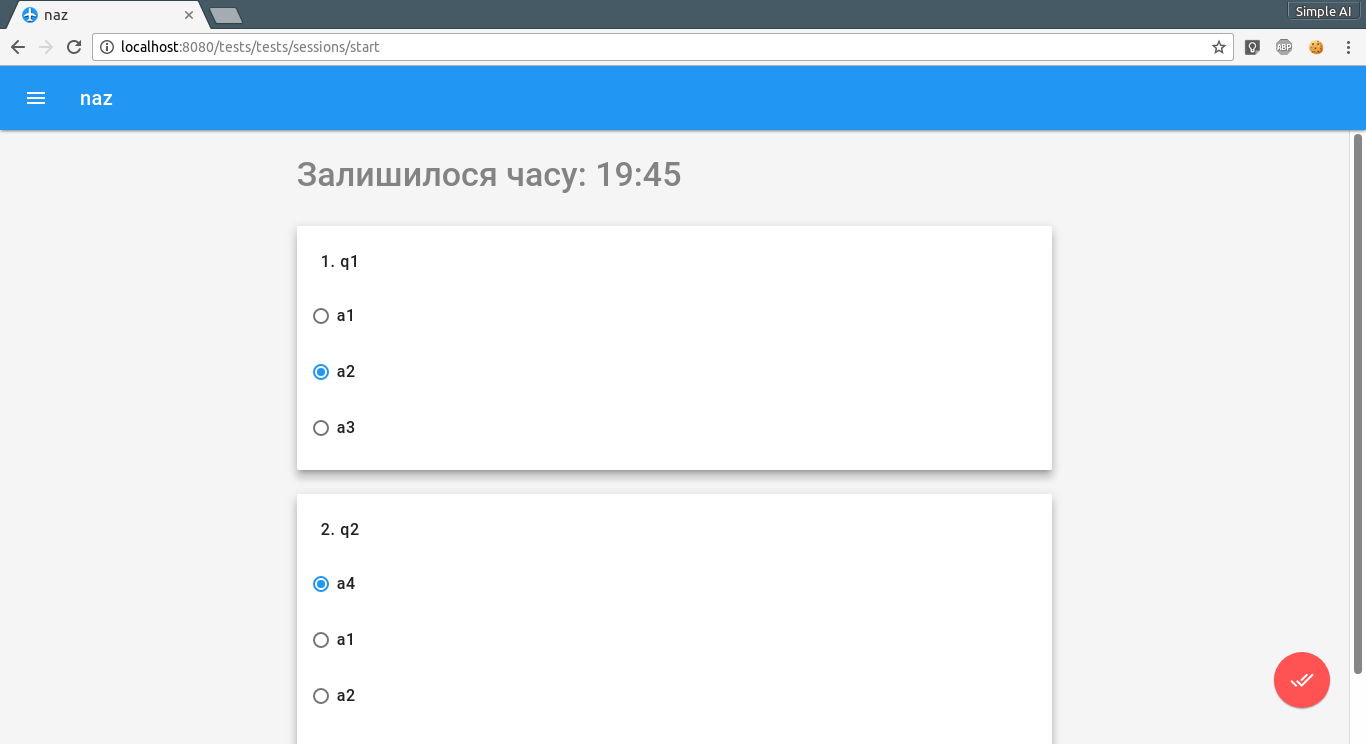 naz
Simple AI
localhost:8080/tests/tests/sessions/start
ABP
naz
Залишилося часу: 19:45
1. q1
a1
a2
a3
2. q2
a4
a1
a2